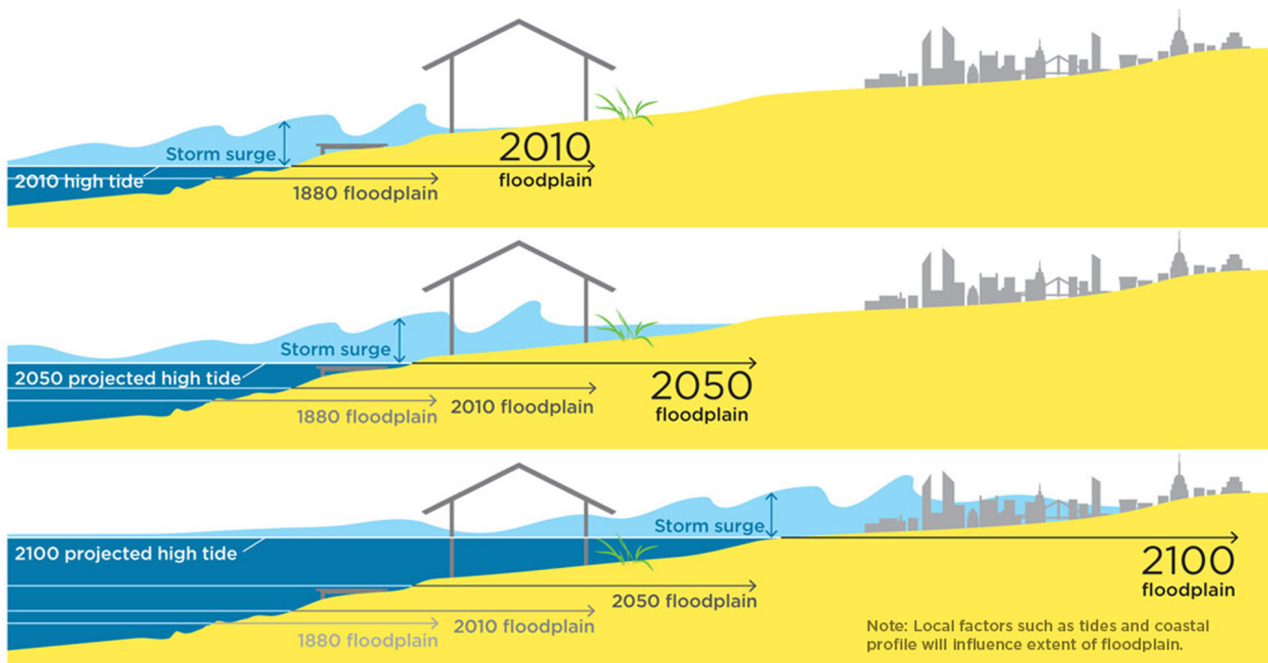 Storm surge
2010 high tide
2010
floodplain
1880 floodplain
Storm surge
2050 projected high tide
2050
floodplain
2010 floodplain
1880 floodplain
Storm surge
2100 projected high tide
2100
floodplain
2050 floodplain
2010 floodplain
1880 floodplain
Note: Local factors such as tides and coastal
profile will influence extent of floodplain.